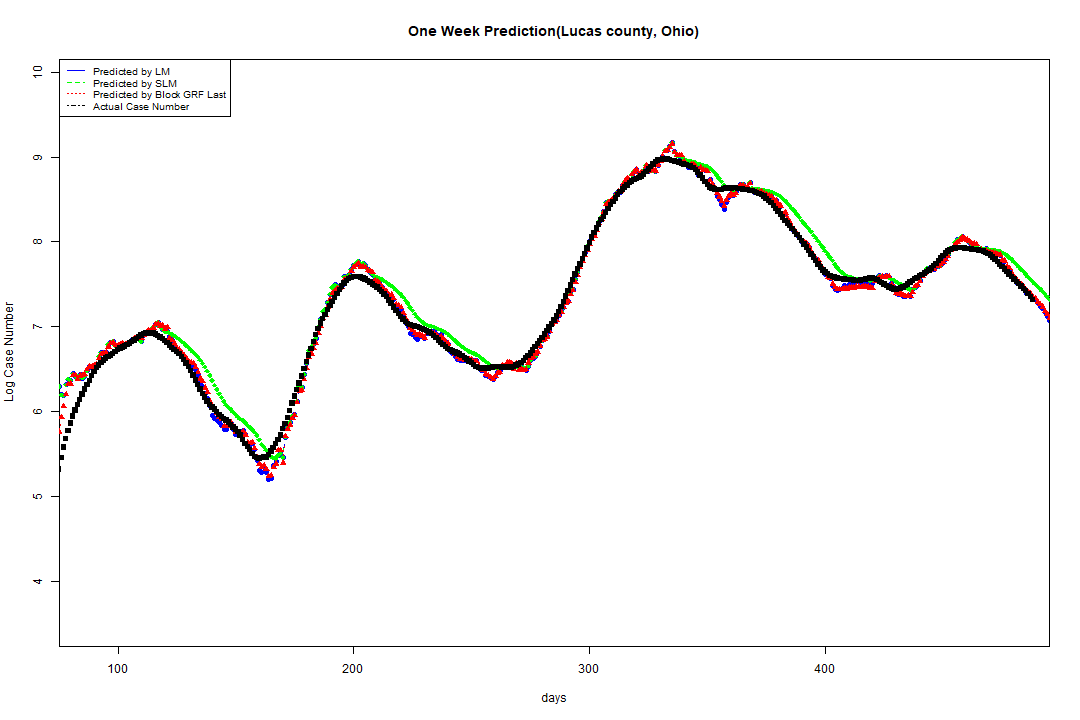 One Week Prediction(Lucas county, Ohio)
Predicted by LM
Predicted by SLM
Predicted by Block GRF Last
Actual Case Number
10
9
8
7
6
5
4
Log Case Number
100 200 300 400
days